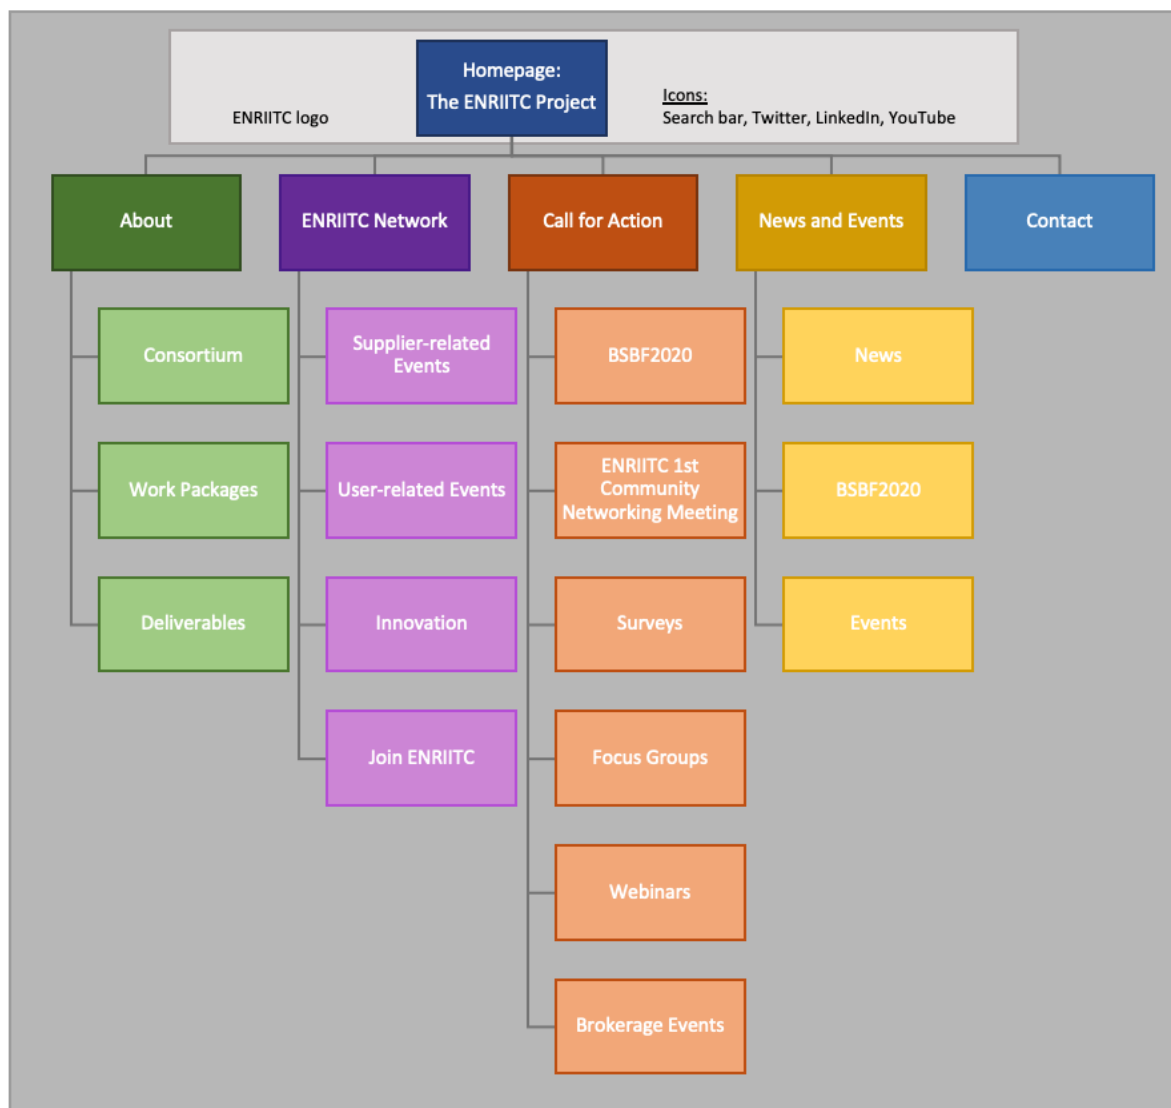 Homepage:
The ENRIITC Project
ENRIITC logo
Icons:
Search bar, Twitter, LinkedIn, YouTube
About
ENRIITC Network
Call for Action
News and Events
Contact
Consortium
Work Packages
Deliverables
Supplier-related
Events
User-related Events
Innovation
Join ENRIITC
BSBF2020
ENRIITC 1st
Community
Networking Meeting
Surveys
Focus Groups
Webinars
Brokerage Events
News
BSBF2020
Events